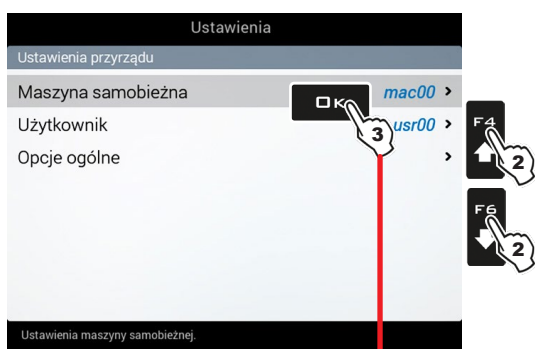 Ustawienia
Ustawienia przyrządu
Maszyna samobieżna mac00 >
OK
3
Użytkownik usr00 >
F4
2
Opcje ogólne >
F6
2
Ustawienia maszyny samobieżnej.